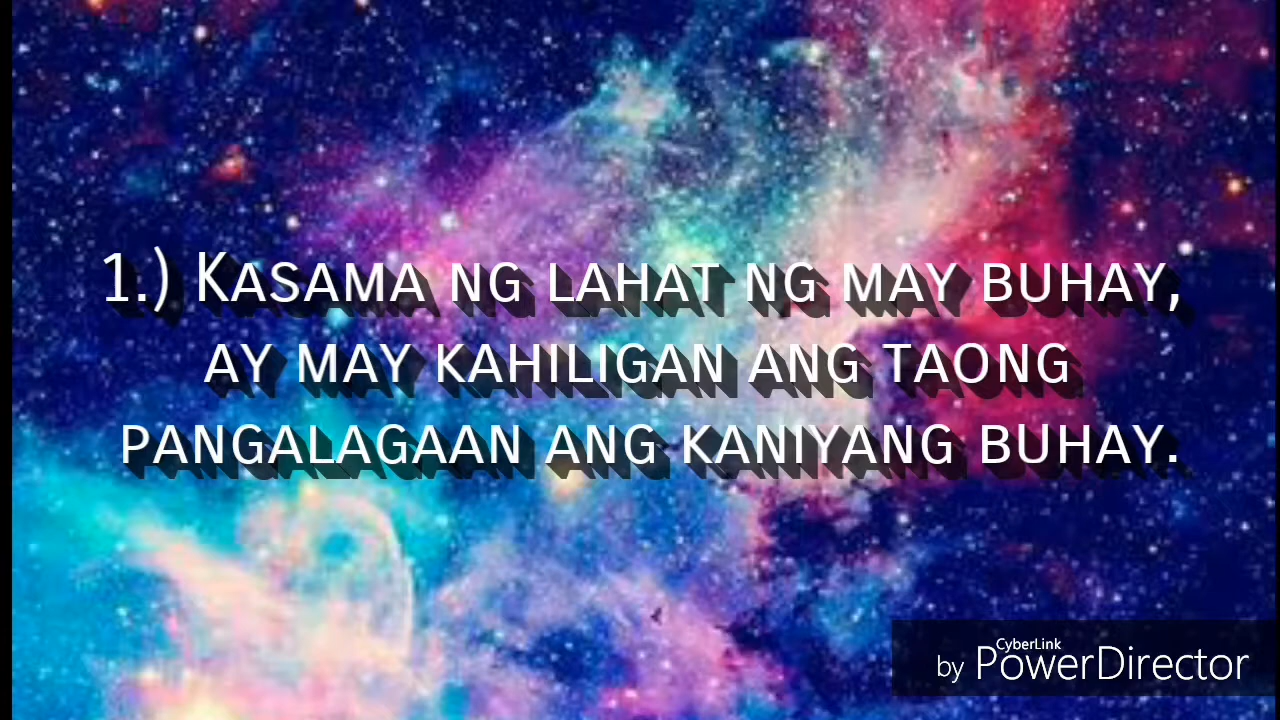 1.) Kasama ng lahat ng may buhay,
ay may kahiligan ang taong
pangalagaan ang kaniyang buhay.
CyberLink
by PowerDirector